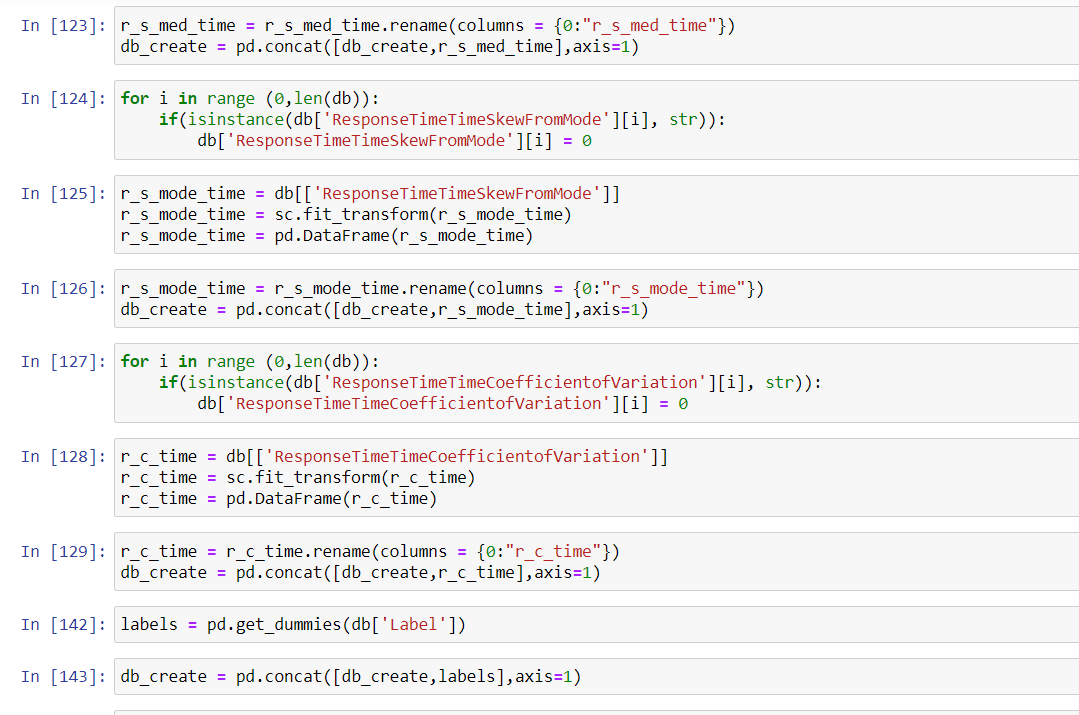 In [123]: r_s_med_time = r_s_med_time.rename(columns = {0:"r_s_med_time"})
db_create = pd.concat([db_create,r_s_med_time],axis=1)
In [124]: for i in range (0,len(db)):
if(isinstance(db['ResponseTimeTimeSkewFromMode'][i], str)):
db['ResponseTimeTimeSkewFromMode'][i] = 0
In [125]: r_s_mode_time = db[['ResponseTimeTimeSkewFromMode']]
r_s_mode_time = sc.fit_transform(r_s_mode_time)
r_s_mode_time = pd.DataFrame(r_s_mode_time)
In [126]: r_s_mode_time = r_s_mode_time.rename(columns = {0:"r_s_mode_time"})
db_create = pd.concat([db_create,r_s_mode_time],axis=1)
In [127]: for i in range (0,len(db)):
if(isinstance(db['ResponseTimeTimeCoefficientofVariation'][i], str)):
db['ResponseTimeTimeCoefficientofVariation'][i] = 0
In [128]: r_c_time = db[['ResponseTimeTimeCoefficientofVariation']]
r_c_time = sc.fit_transform(r_c_time)
r_c_time = pd.DataFrame(r_c_time)
In [129]: r_c_time = r_c_time.rename(columns = {0:"r_c_time"})
db_create = pd.concat([db_create,r_c_time],axis=1)
In [142]: labels = pd.get_dummies(db['Label'])
In [143]: db_create = pd.concat([db_create,labels],axis=1)